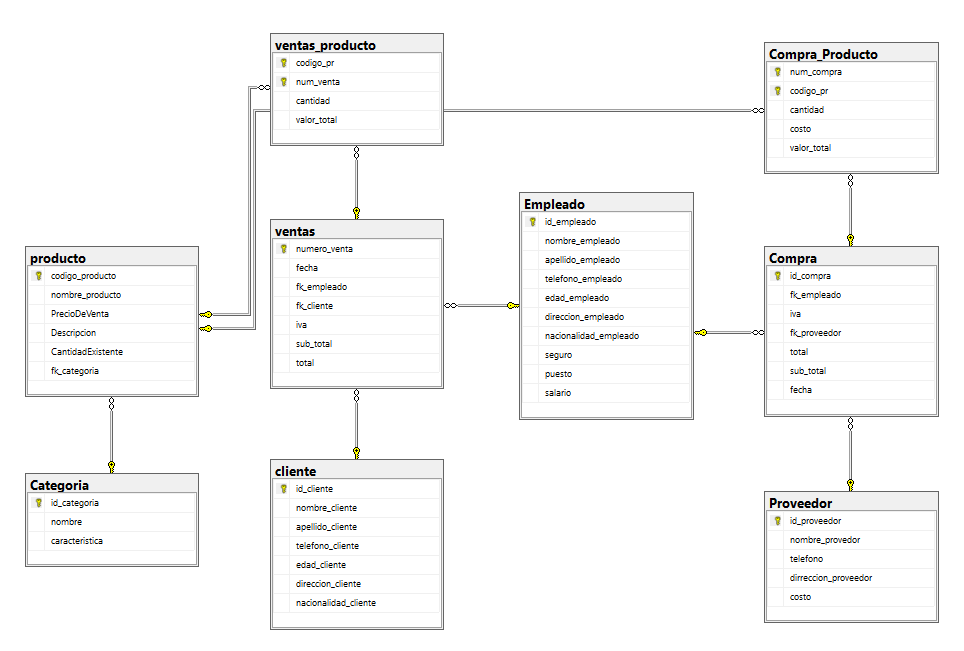 ventas_producto
codigo_pr
num_venta
cantidad
valor_total
Compra_Producto
num_compra
codigo_pr
cantidad
costo
valor_total
Empleado
id_empleado
nombre_empleado
apellido_empleado
telefono_empleado
edad_empleado
direccion_empleado
nacionalidad_empleado
seguro
puesto
salario
ventas
numero_venta
fecha
fk_empleado
fk_cliente
iva
sub_total
total
producto
codigo_producto
nombre_producto
PrecioDeVenta
Descripcion
CantidadExistente
fk_categoria
Compra
id_compra
fk_empleado
iva
fk_proveedor
total
sub_total
fecha
cliente
id_cliente
nombre_cliente
apellido_cliente
telefono_cliente
edad_cliente
direccion_cliente
nacionalidad_cliente
Categoria
id_categoria
nombre
caracteristica
Proveedor
id_proveedor
nombre_provedor
telefono
dirreccion_proveedor
costo